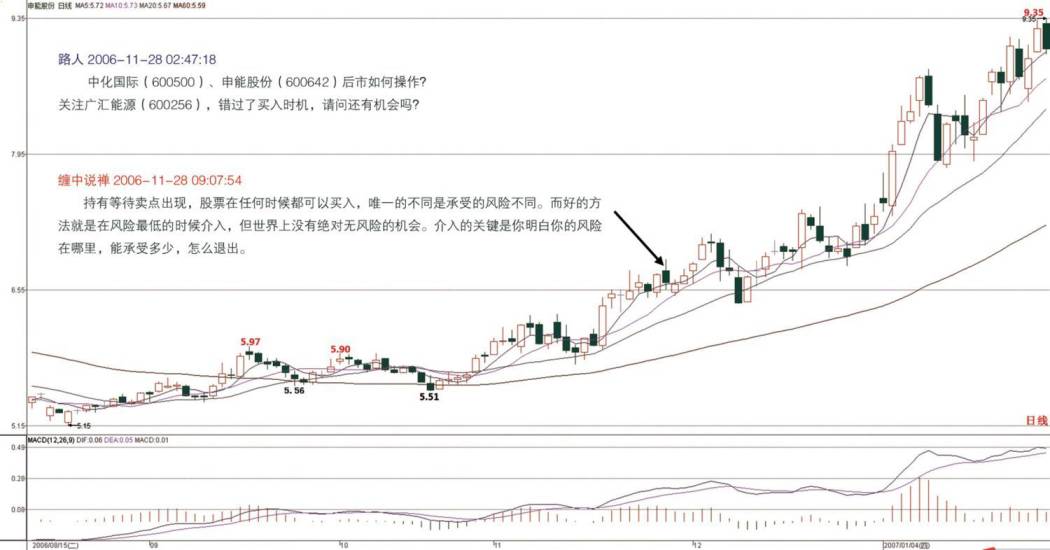 申能股份 日线 MA5:5.72 MA10:5.73 MA20:5.67 MA60:5.59
9.35
9.35
9.35
路人 2006-11-28 02:47:18
中化国际（600500）、申能股份（600642）后市如何操作?
关注广汇能源（600256），错过了买入时机，请问还有机会吗?
7.95
缠中说禅 2006-11-28 09:07:54
持有等待卖点出现，股票在任何时候都可以买入，唯一的不同是承受的风险不同。而好的方
法就是在风险最低的时候介入，但世界上没有绝对无风险的机会。介入的关键是你明白你的风险
在哪里，能承受多少，怎么退出。
6.55
5.97
5.90
5.56
5.51
5.15
5.15
日线
MACD(12,26,9) DIF:0.06 DEA:0.05 MACD:0.01
0.49
0.29
0.09
2006/08/15(二)
09
10
11
12
2007/01/04(四)